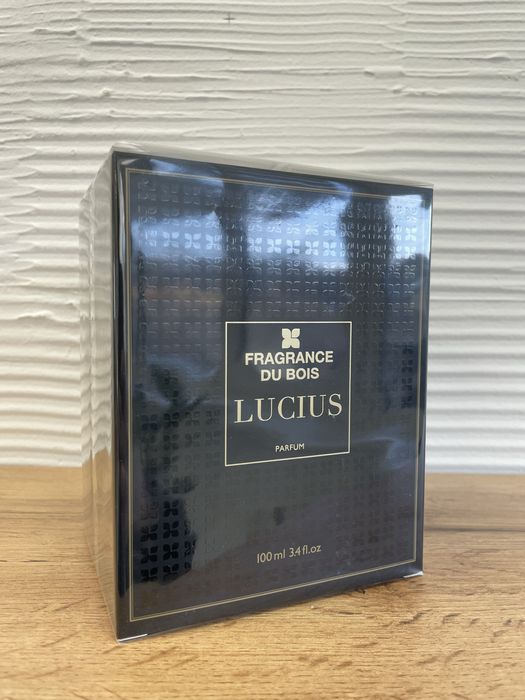 FRAGRANCE
DU BOIS
LUCIUS
PARFUM
100 ml 3.4 fl.oz